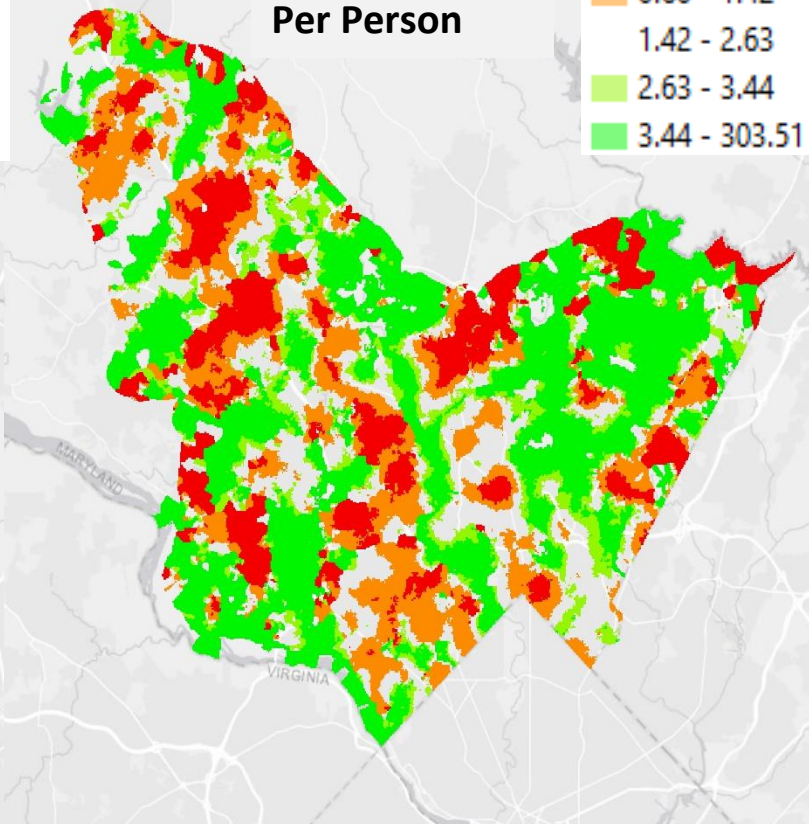 Per Person
1.42 - 2.63
2.63 - 3.44
3.44 - 303.51
MARYLAND
VIRGINIA